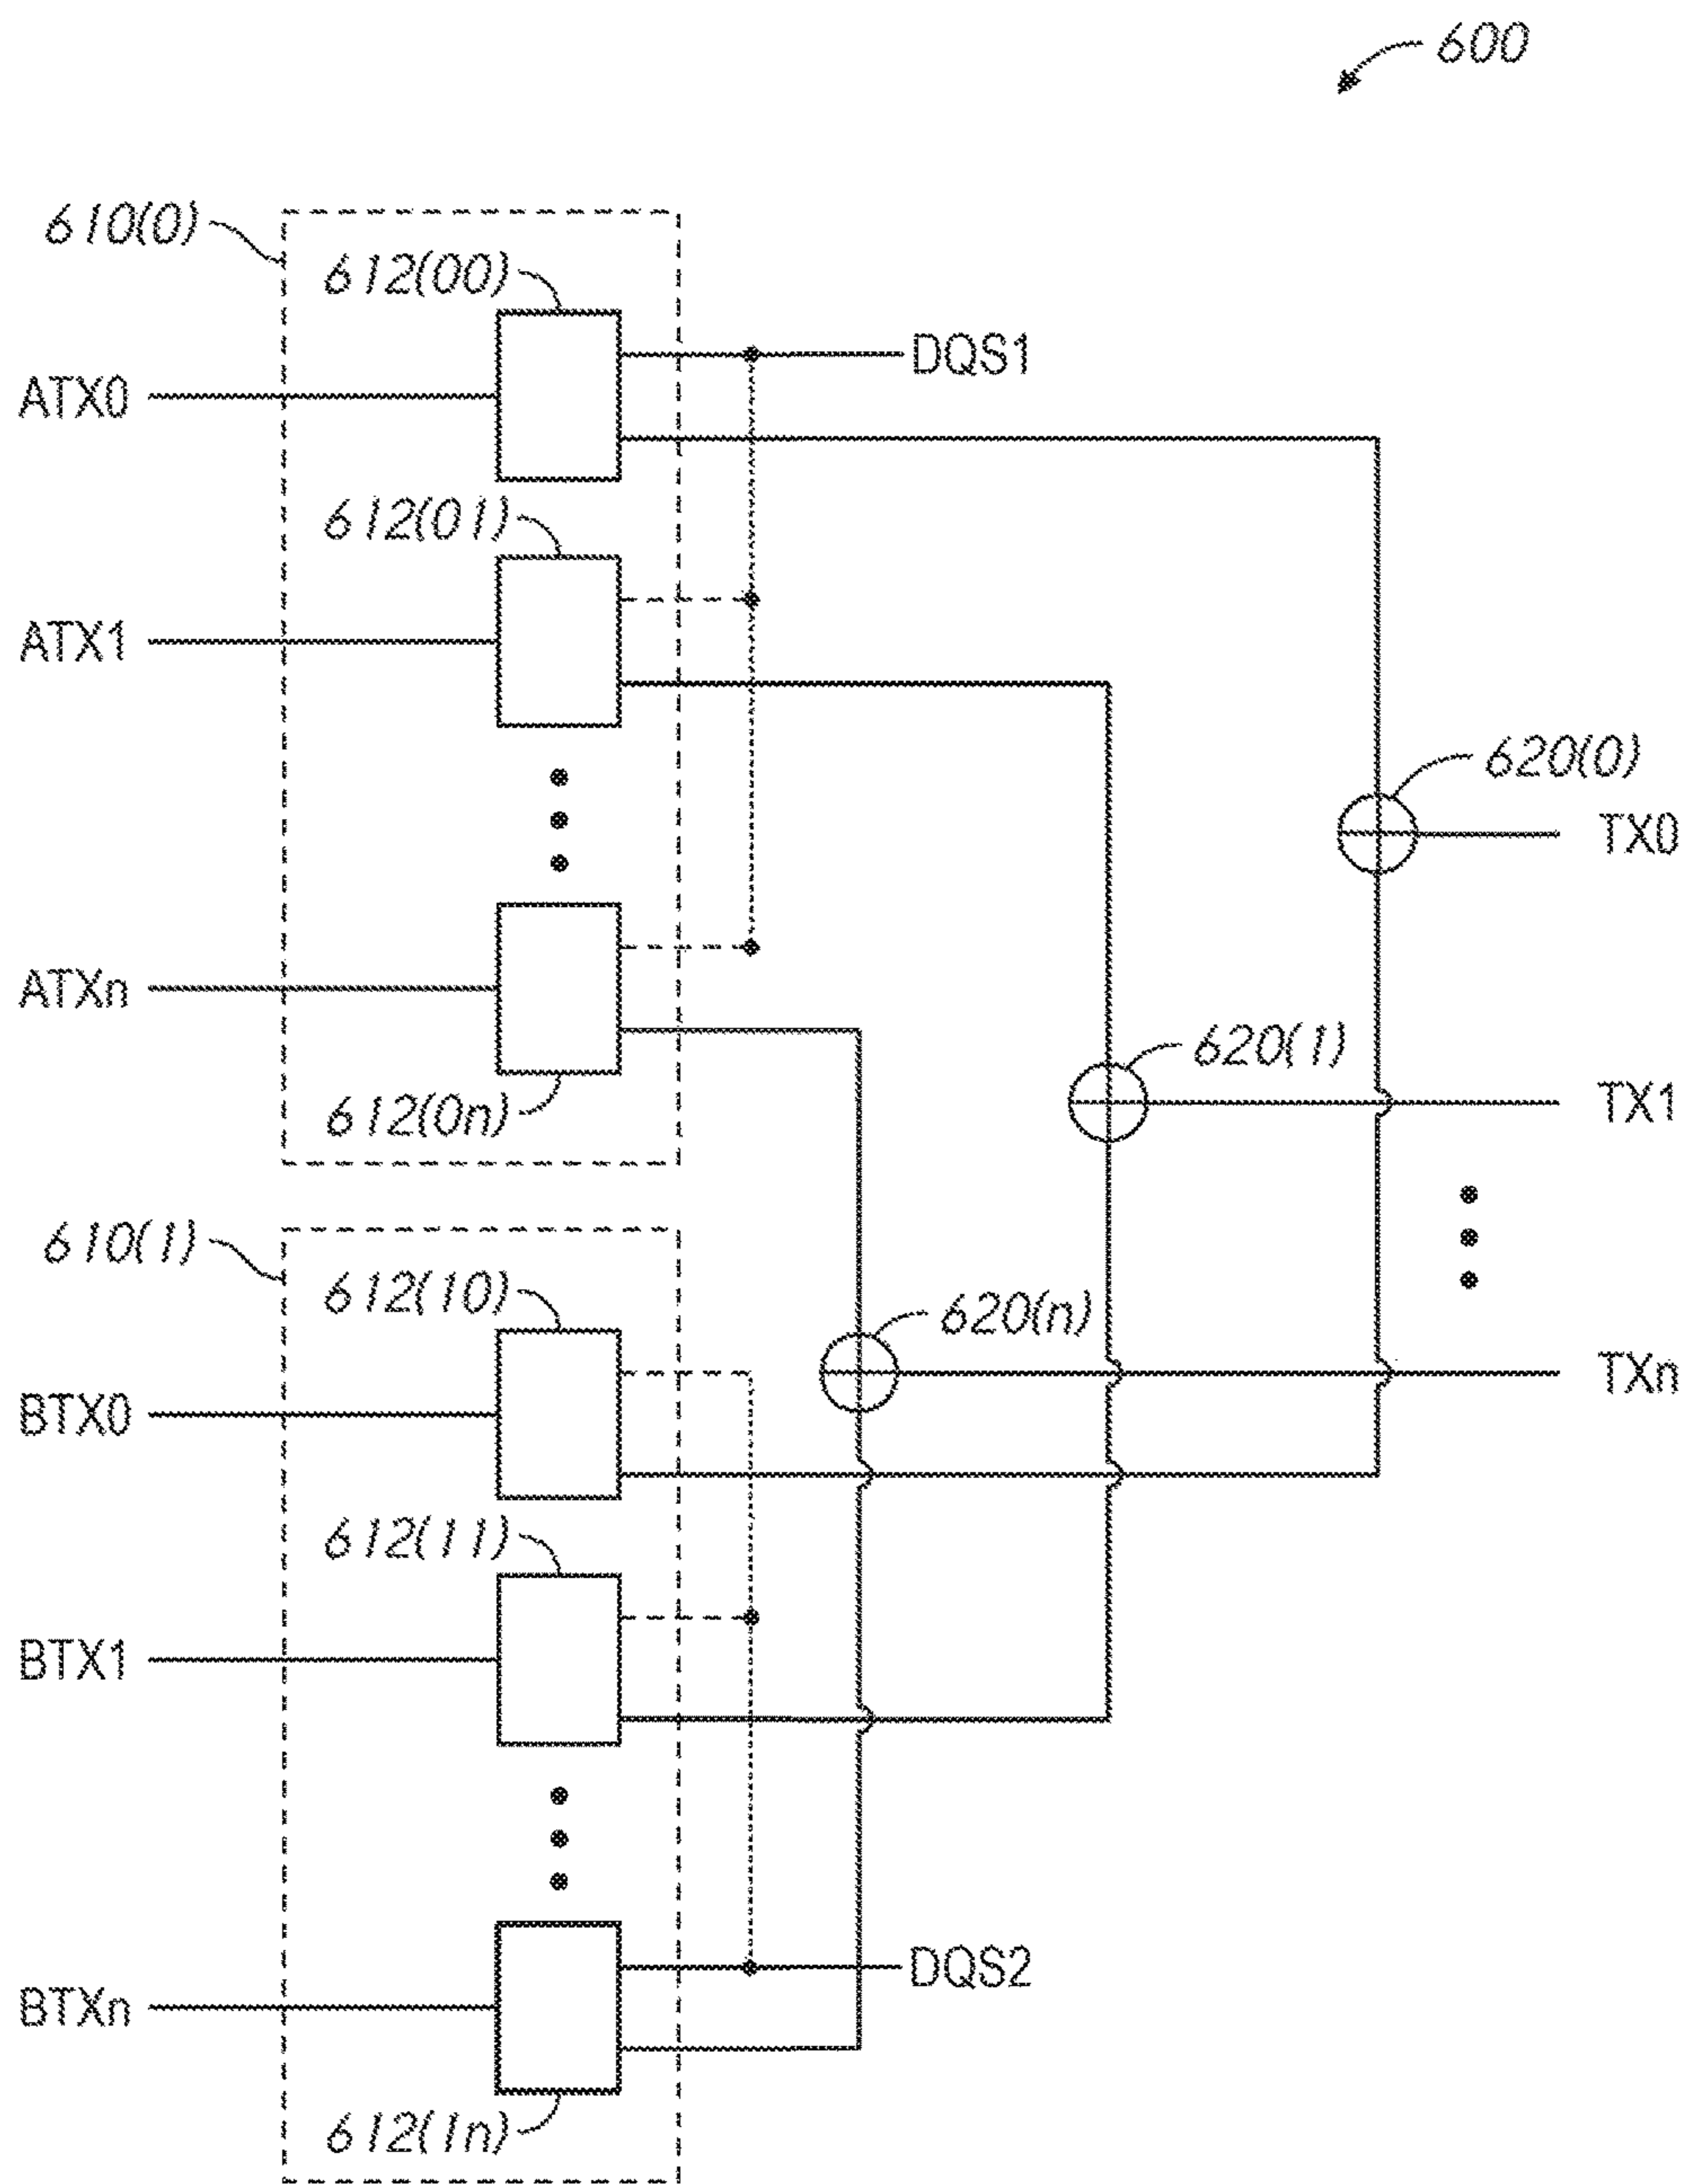 600
610(0)
612(00)
DQS1
ATX0
612(01)
ATX1
620(0)
TX0
ATXn
620(1)
TX1
612(0n)
610(1)
612(10)
620(n)
TXn
BTX0
612(11)
BTX1
DQS2
BTXn
612(1n)